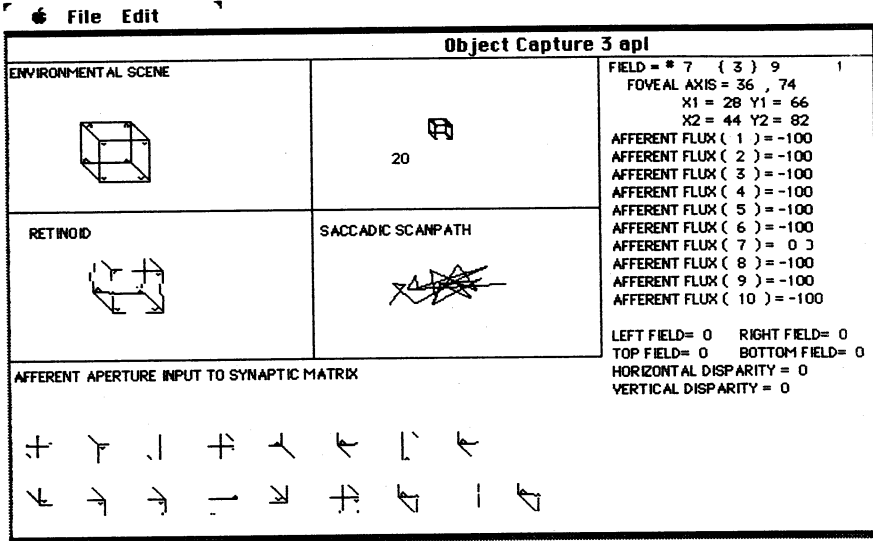 File Edit
Object Capture 3 apl
ENVIRONMENTAL SCENE
20
RETINOID
SACCADIC SCANPATH
FIELD = # 7 { 3 } 9 1
FOVEAL AXIS = 36 , 74
X1 = 28 Y1 = 66
X2 = 44 Y2 = 82
AFFERENT FLUX ( 1 ) = -100
AFFERENT FLUX ( 2 ) = -100
AFFERENT FLUX ( 3 ) = -100
AFFERENT FLUX ( 4 ) = -100
AFFERENT FLUX ( 5 ) = -100
AFFERENT FLUX ( 6 ) = -100
AFFERENT FLUX ( 7 ) = 0 ]
AFFERENT FLUX ( 8 ) = -100
AFFERENT FLUX ( 9 ) = -100
AFFERENT FLUX ( 10 ) = -100
LEFT FIELD= 0 RIGHT FIELD= 0
TOP FIELD= 0 BOTTOM FIELD= 0
HORIZONTAL DISPARITY = 0
VERTICAL DISPARITY = 0
AFFERENT APERTURE INPUT TO SYNAPTIC MATRIX